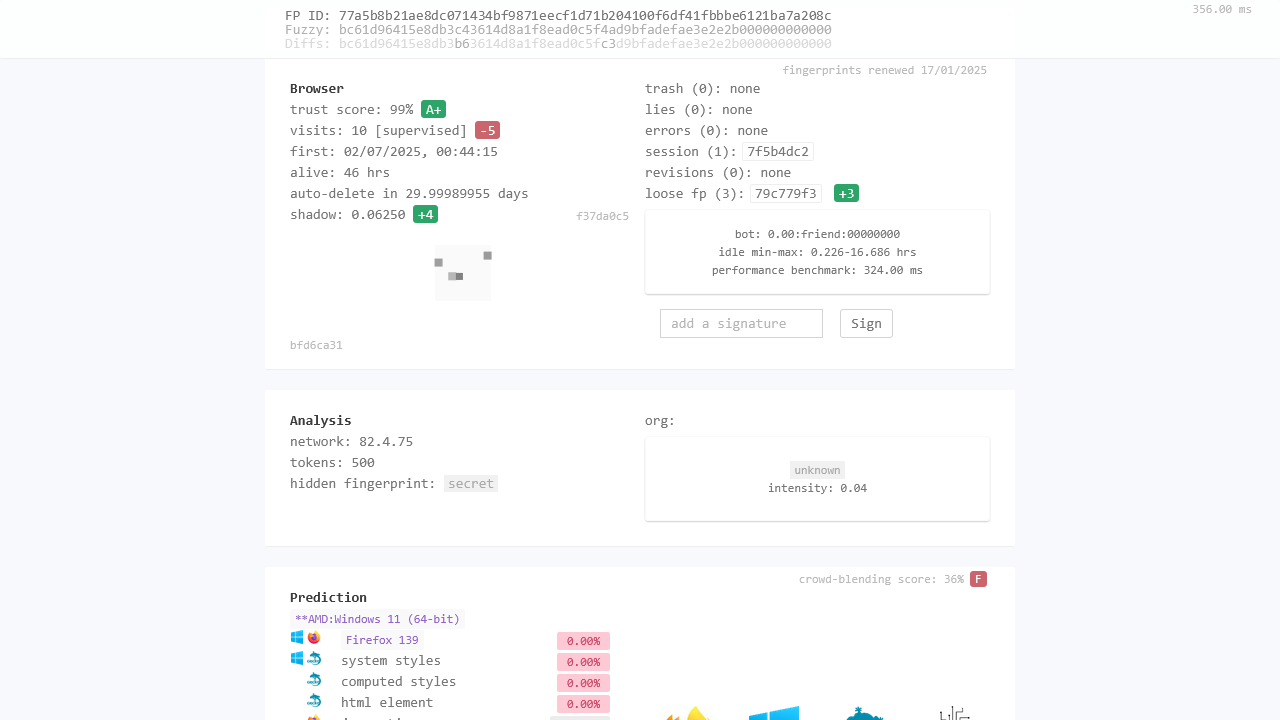 356.00 ms
FP ID: 77a5b8b21ae8dc071434bf9871eecf1d71b204100f6df41fbbbe6121ba7a208c
Fuzzy: bc61d96415e8db3c43614d8a1f8ead0c5f4ad9bfadefae3e2e2b000000000000
Diffs: bc61d96415e8db3b63614d8a1f8ead0c5fc3d9bfadefae3e2e2b000000000000
fingerprints renewed 17/01/2025
Browser
trust score: 99% A+
visits: 10 [supervised] -5
first: 02/07/2025, 00:44:15
alive: 46 hrs
auto-delete in 29.99989955 days
shadow: 0.06250 +4
f37da0c5
bfd6ca31
trash (0): none
lies (0): none
errors (0): none
session (1): 7f5b4dc2
revisions (0): none
loose fp (3): 79c779f3 +3
bot: 0.00:friend:00000000
idle min-max: 0.226-16.686 hrs
performance benchmark: 324.00 ms
add a signature
Sign
Analysis
network: 82.4.75
tokens: 500
hidden fingerprint: secret
org:
unknown
intensity: 0.04
crowd-blending score: 36% F
Prediction
**AMD:Windows 11 (64-bit)
Firefox 139 0.00%
system styles 0.00%
computed styles 0.00%
html element 0.00%